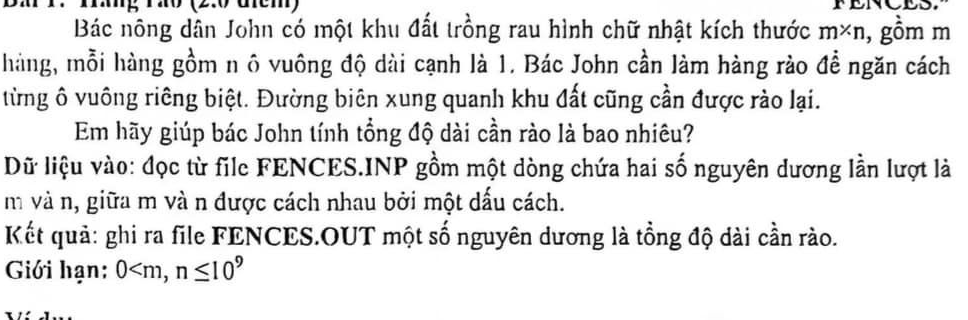 Bài 1. Hàng rào (2.0 điểm) FENCES.*
Bác nông dân John có một khu đất trồng rau hình chữ nhật kích thước m×n, gồm m
hàng, mỗi hàng gồm n ô vuông độ dài cạnh là 1. Bác John cần làm hàng rào để ngăn cách
từng ô vuông riêng biệt. Đường biên xung quanh khu đất cũng cần được rào lại.
Em hãy giúp bác John tính tổng độ dài cần rào là bao nhiêu?
Dữ liệu vào: đọc từ file FENCES.INP gồm một dòng chứa hai số nguyên dương lần lượt là
m và n, giữa m và n được cách nhau bởi một dấu cách.
Kết quả: ghi ra file FENCES.OUT một số nguyên dương là tổng độ dài cần rào.
Giới hạn: 0<m, n ≤10⁹
Ví dụ: